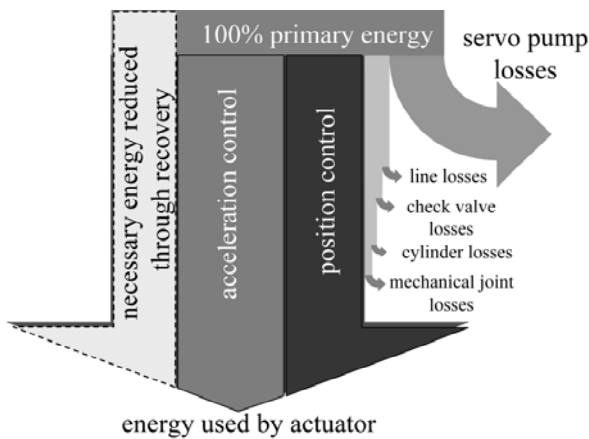 100% primary energy
servo pump
losses
necessary energy reduced
through recovery
acceleration control
position control
line losses
check valve
losses
cylinder losses
mechanical joint
losses
energy used by actuator